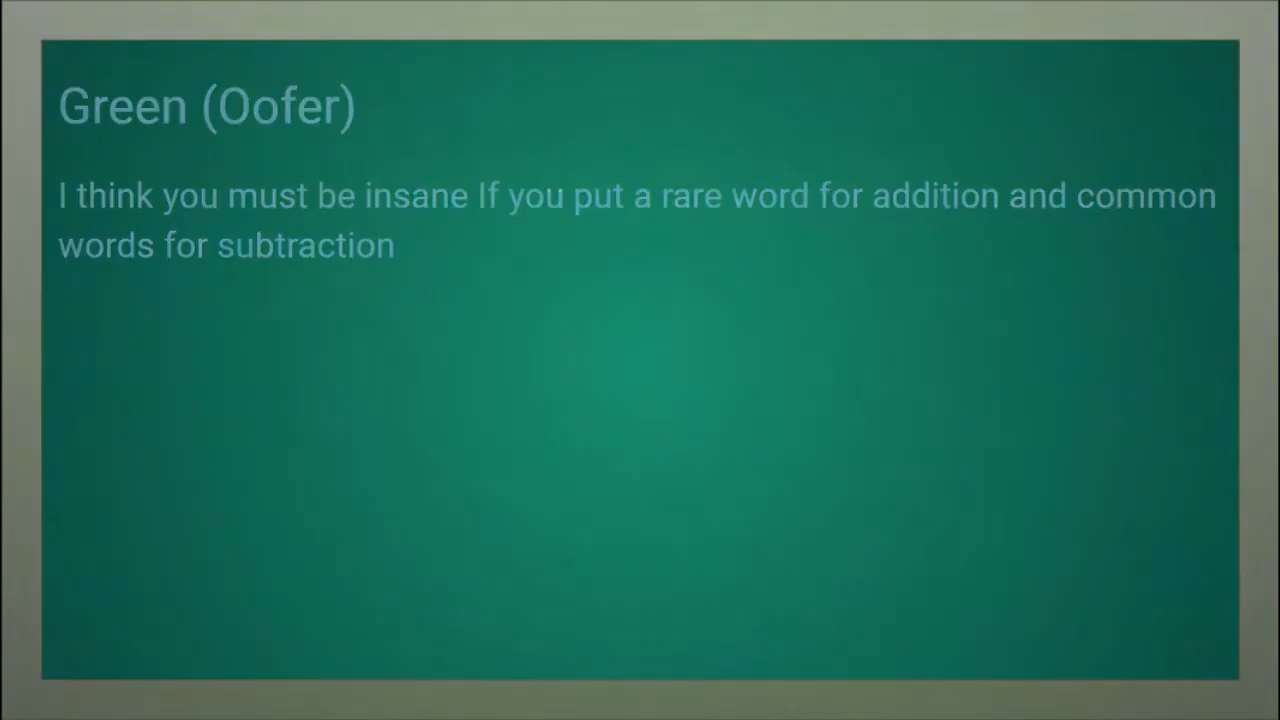 Green (Oofer)
I think you must be insane If you put a rare word for addition and common
words for subtraction